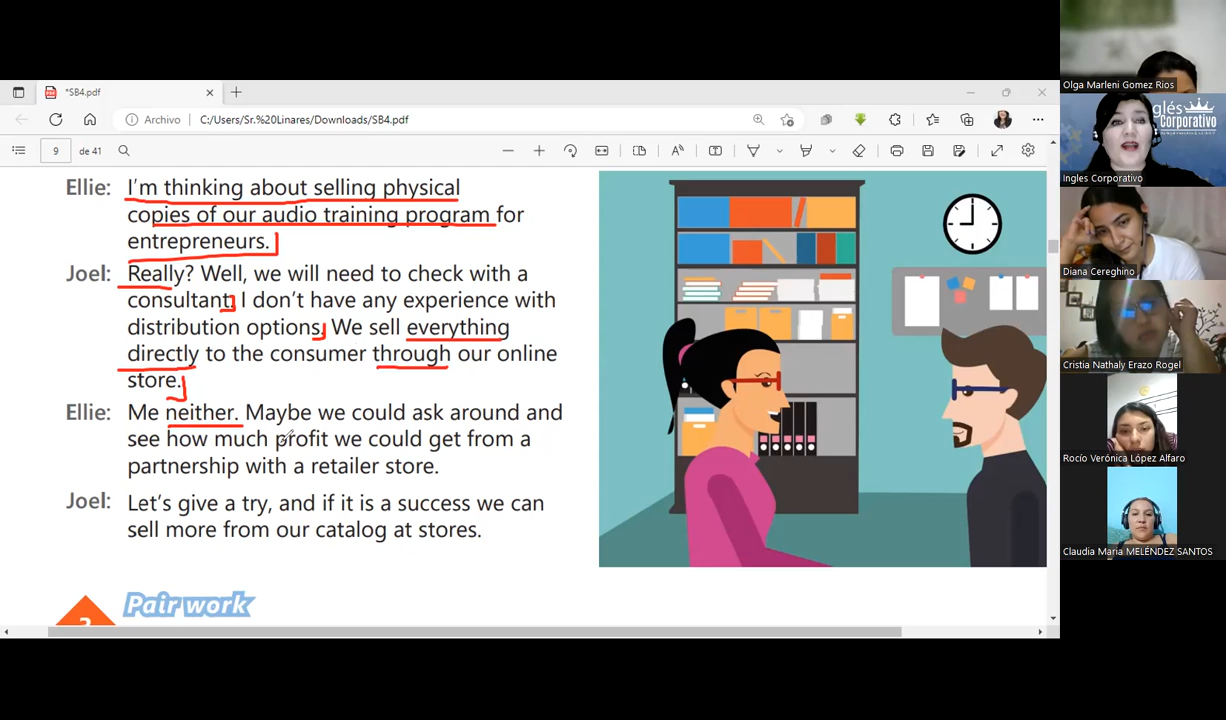 *SB4.pdf
Archivo
C:/Users/Sr.%20Linares/Downloads/SB4.pdf
9
de 41
Ellie: I'm thinking about selling physical
copies of our audio training program for
entrepreneurs.
Joel: Really? Well, we will need to check with a
consultant. I don't have any experience with
distribution options. We sell everything
directly to the consumer through our online
store.
Ellie: Me neither. Maybe we could ask around and
see how much profit we could get from a
partnership with a retailer store.
Joel: Let's give a try, and if it is a success we can
sell more from our catalog at stores.
2
Pair work
Olga Marleni Gomez Rios
glés
Corporativo
Ingles Corporativo
Diana Cereghino
Cristia Nathaly Erazo Rogel
Rocío Verónica López Alfaro
Claudia Maria MELÉNDEZ SANTOS